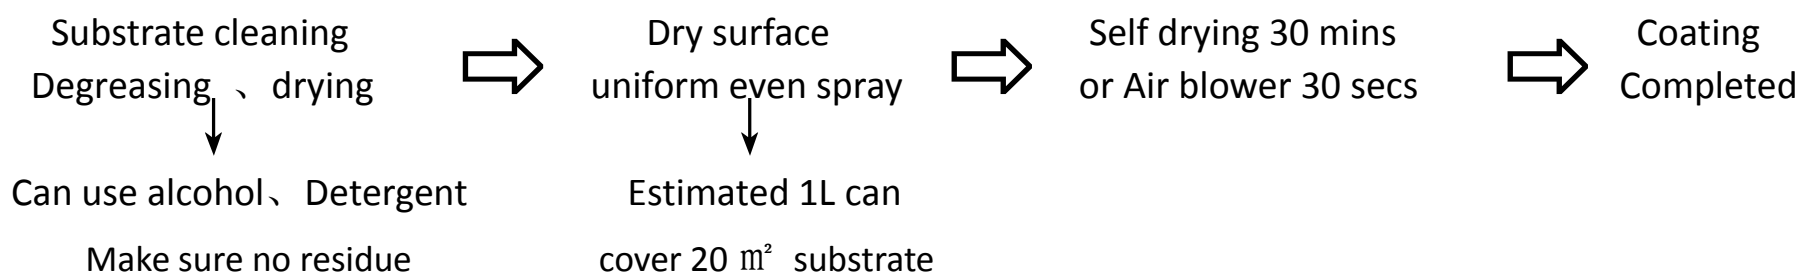 Substrate cleaning
Degreasing 、drying
Can use alcohol、Detergent
Make sure no residue
Dry surface
uniform even spray
Estimated 1L can
cover 20 ㎡ substrate
Self drying 30 mins
or Air blower 30 secs
Coating
Completed